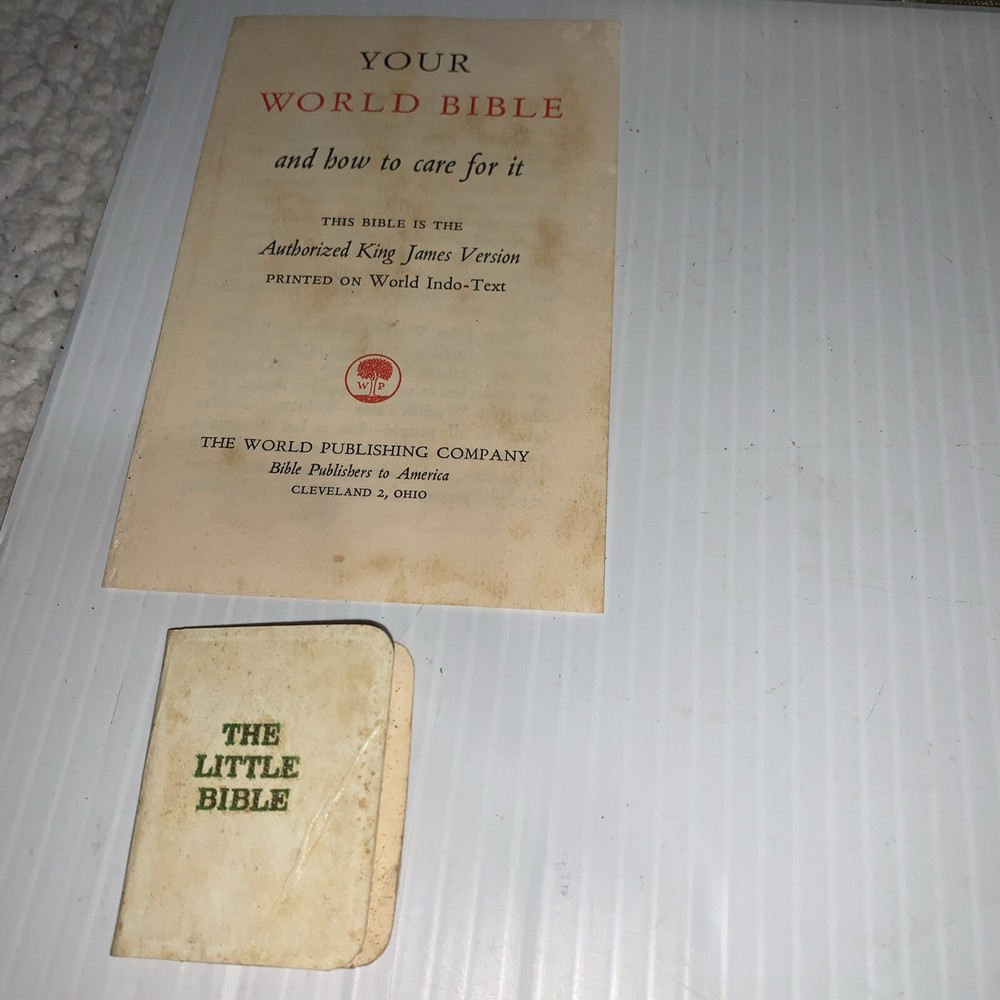 YOUR
WORLD BIBLE
and how to care for it
THIS BIBLE IS THE
Authorized King James Version
PRINTED ON World Indo-Text
W P
THE WORLD PUBLISHING COMPANY
Bible Publishers to America
CLEVELAND 2, OHIO
THE
LITTLE
BIBLE